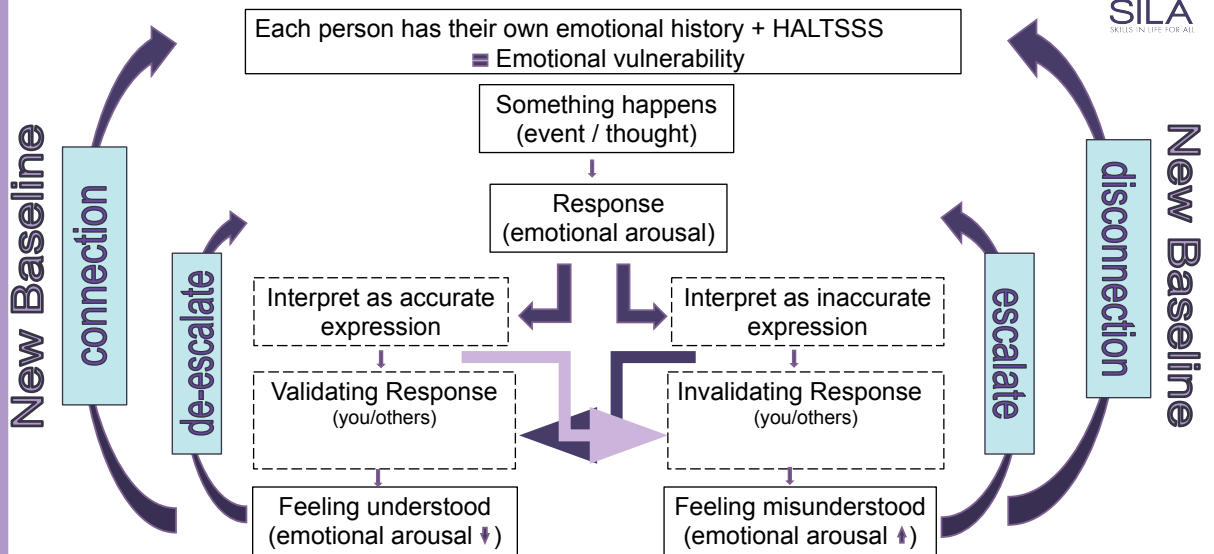 SILA
SKILLS IN LIFE FOR ALL
Each person has their own emotional history + HALTSSS
= Emotional vulnerability
Something happens
(event / thought)
Response
(emotional arousal)
New Baseline
connection
de-escalate
Interpret as accurate
expression
Validating Response
(you/others)
Feeling understood
(emotional arousal ⬇)
Interpret as inaccurate
expression
Invalidating Response
(you/others)
Feeling misunderstood
(emotional arousal ⬆)
escalate
disconnection
New Baseline